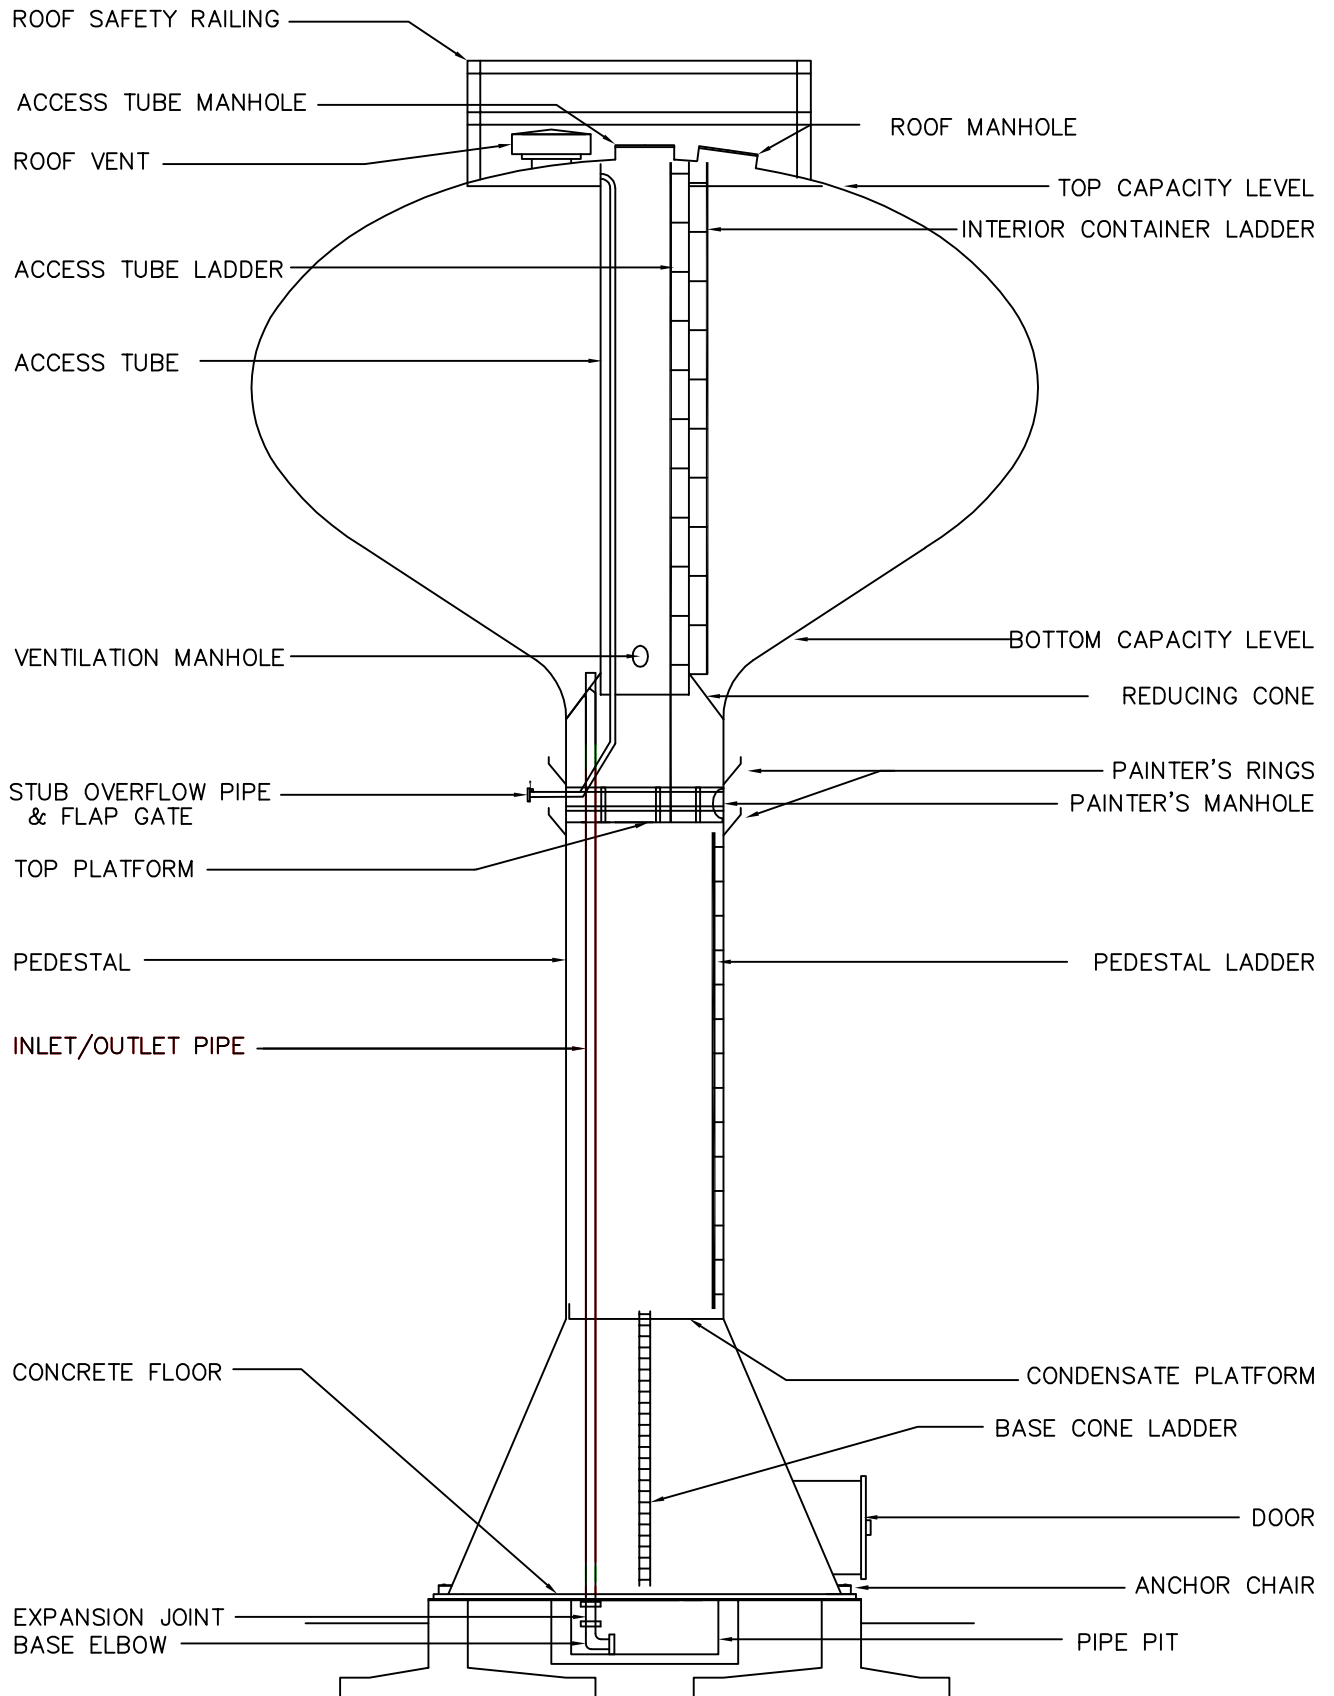 ROOF SAFETY RAILING
ACCESS TUBE MANHOLE
ROOF MANHOLE
ROOF VENT
TOP CAPACITY LEVEL
INTERIOR CONTAINER LADDER
ACCESS TUBE LADDER
ACCESS TUBE
BOTTOM CAPACITY LEVEL
VENTILATION MANHOLE
REDUCING CONE
PAINTER'S RINGS
STUB OVERFLOW PIPE
& FLAP GATE
PAINTER'S MANHOLE
TOP PLATFORM
PEDESTAL
PEDESTAL LADDER
INLET/OUTLET PIPE
CONCRETE FLOOR
CONDENSATE PLATFORM
BASE CONE LADDER
DOOR
ANCHOR CHAIR
EXPANSION JOINT
BASE ELBOW
PIPE PIT